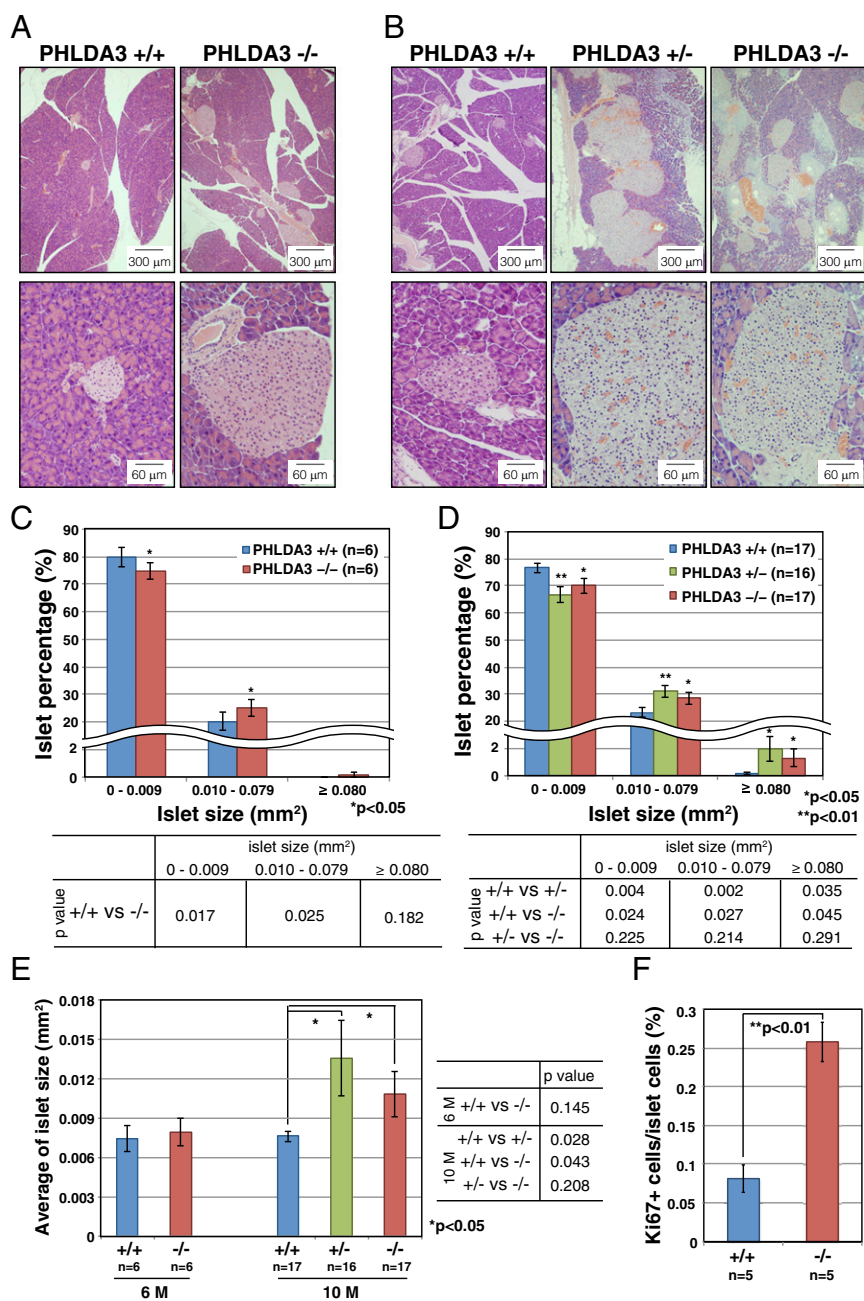 A
PHLDA3 +/+ PHLDA3 -/-
300 μm 300 μm
60 μm 60 μm
B
PHLDA3 +/+ PHLDA3 +/- PHLDA3 -/-
300 μm 300 μm 300 μm
60 μm 60 μm 60 μm
C
Islet percentage (%)
90
80
70
60
50
40
30
20
2
0
PHLDA3 +/+ (n=6)
PHLDA3 −/− (n=6)
*
*
0 - 0.009 0.010 - 0.079 ≥ 0.080
Islet size (mm²)
*p<0.05
islet size (mm²)
0 - 0.009 0.010 - 0.079 ≥ 0.080
p value +/+ vs -/- 0.017 0.025 0.182
D
Islet percentage (%)
90
80
70
60
50
40
30
20
2
0
PHLDA3 +/+ (n=17)
PHLDA3 +/− (n=16)
PHLDA3 −/− (n=17)
** *
** *
* *
0 - 0.009 0.010 - 0.079 ≥ 0.080
Islet size (mm²)
*p<0.05
**p<0.01
islet size (mm²)
0 - 0.009 0.010 - 0.079 ≥ 0.080
p value
+/+ vs +/- 0.004 0.002 0.035
+/+ vs -/- 0.024 0.027 0.045
+/- vs -/- 0.225 0.214 0.291
E
Average of islet size (mm²)
0.018
0.015
0.012
0.009
0.006
0.003
0
* *
+/+ -/- +/+ +/- -/-
n=6 n=6 n=17 n=16 n=17
6 M 10 M
p value
6 M +/+ vs -/- 0.145
10 M
+/+ vs +/- 0.028
+/+ vs -/- 0.043
+/- vs -/- 0.208
*p<0.05
F
Ki67+ cells/islet cells (%)
0.3
0.25
0.2
0.15
0.1
0.05
0
**p<0.01
+/+ -/-
n=5 n=5